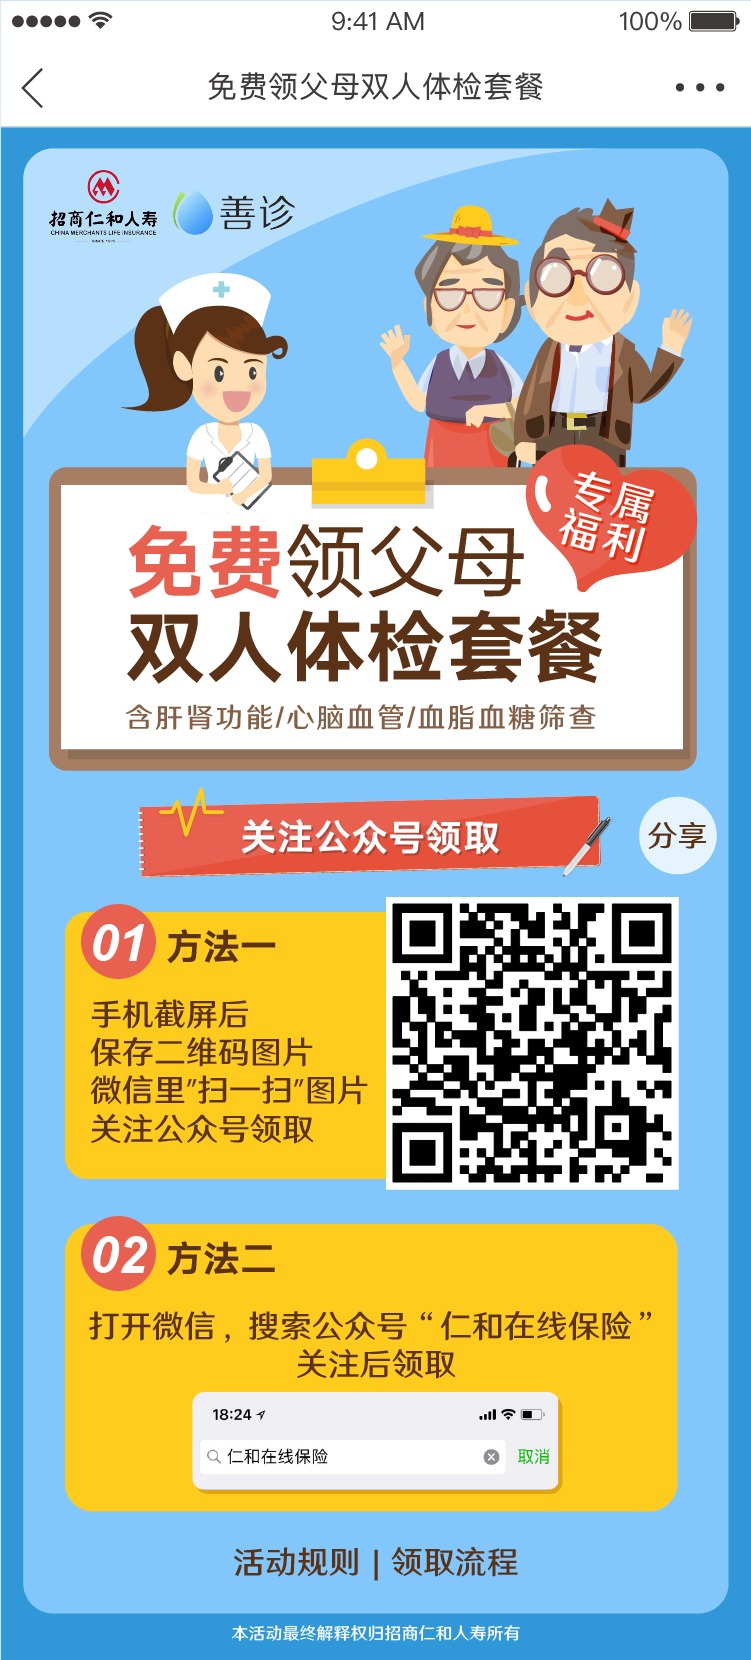 9:41 AM
100%
免费领父母双人体检套餐
招商仁和人寿
CHINA MERCHANTS LIFE INSURANCE
SINCE 1875
善诊
专属
福利
免费领父母
双人体检套餐
含肝肾功能/心脑血管/血脂血糖筛查
关注公众号领取
分享
01 方法一
手机截屏后
保存二维码图片
微信里"扫一扫"图片
关注公众号领取
02 方法二
打开微信，搜索公众号“仁和在线保险”
关注后领取
18:24
仁和在线保险
取消
活动规则 | 领取流程
本活动最终解释权归招商仁和人寿所有